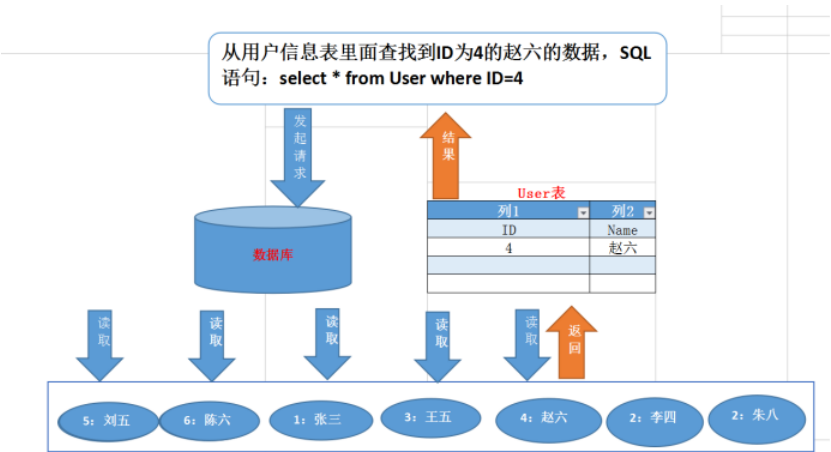 从用户信息表里面查找到ID为4的赵六的数据，SQL
语句：select * from User where ID=4
发起请求
结果
User表
列1 列2
ID Name
4 赵六
数据库
读取
读取
读取
读取
读取
返回
5：刘五
6：陈六
1：张三
3：王五
4：赵六
2：李四
2：朱八